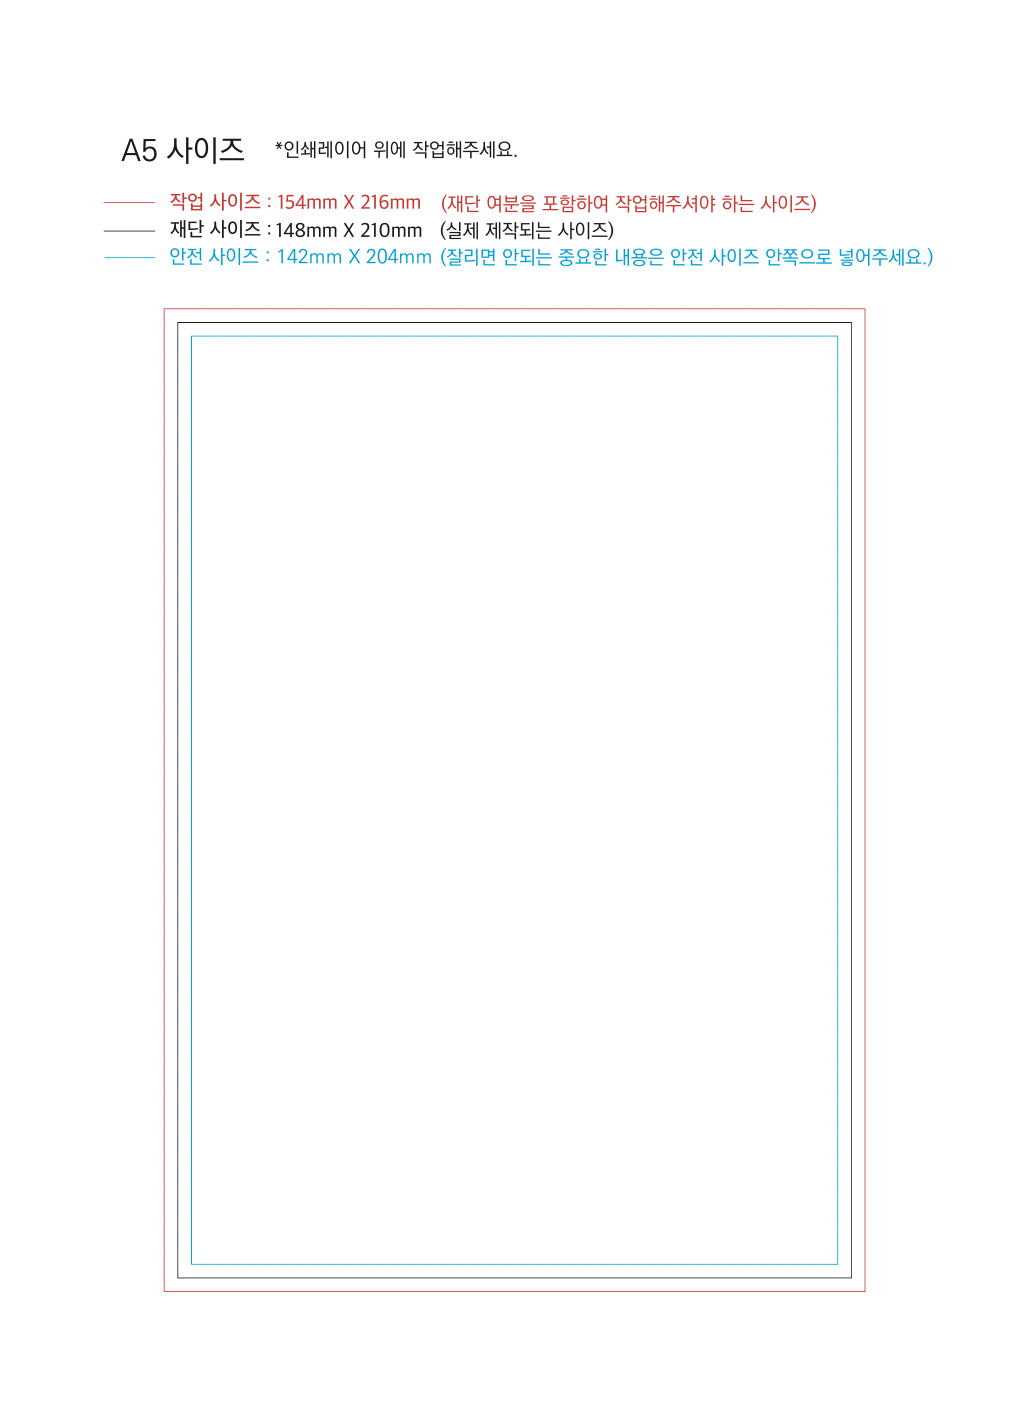 A5 사이즈 *인쇄레이어 위에 작업해주세요.
작업 사이즈 : 154mm X 216mm (재단 여분을 포함하여 작업해주셔야 하는 사이즈)
재단 사이즈 : 148mm X 210mm (실제 제작되는 사이즈)
안전 사이즈 : 142mm X 204mm (잘리면 안되는 중요한 내용은 안전 사이즈 안쪽으로 넣어주세요.)